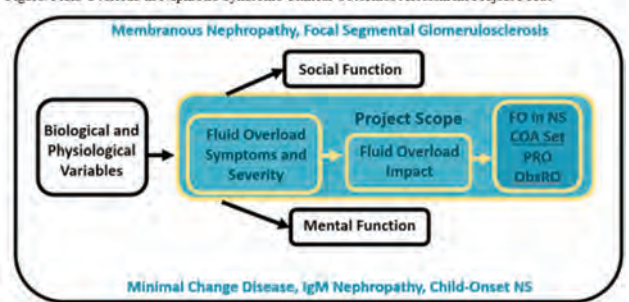 Membranous Nephropathy, Focal Segmental Glomerulosclerosis
Social Function
Biological and
Physiological
Variables
Project Scope
Fluid Overload
Symptoms and
Severity
Fluid Overload
Impact
FO in NS
COA Set
PRO
ObsRO
Mental Function
Minimal Change Disease, IgM Nephropathy, Child-Onset NS